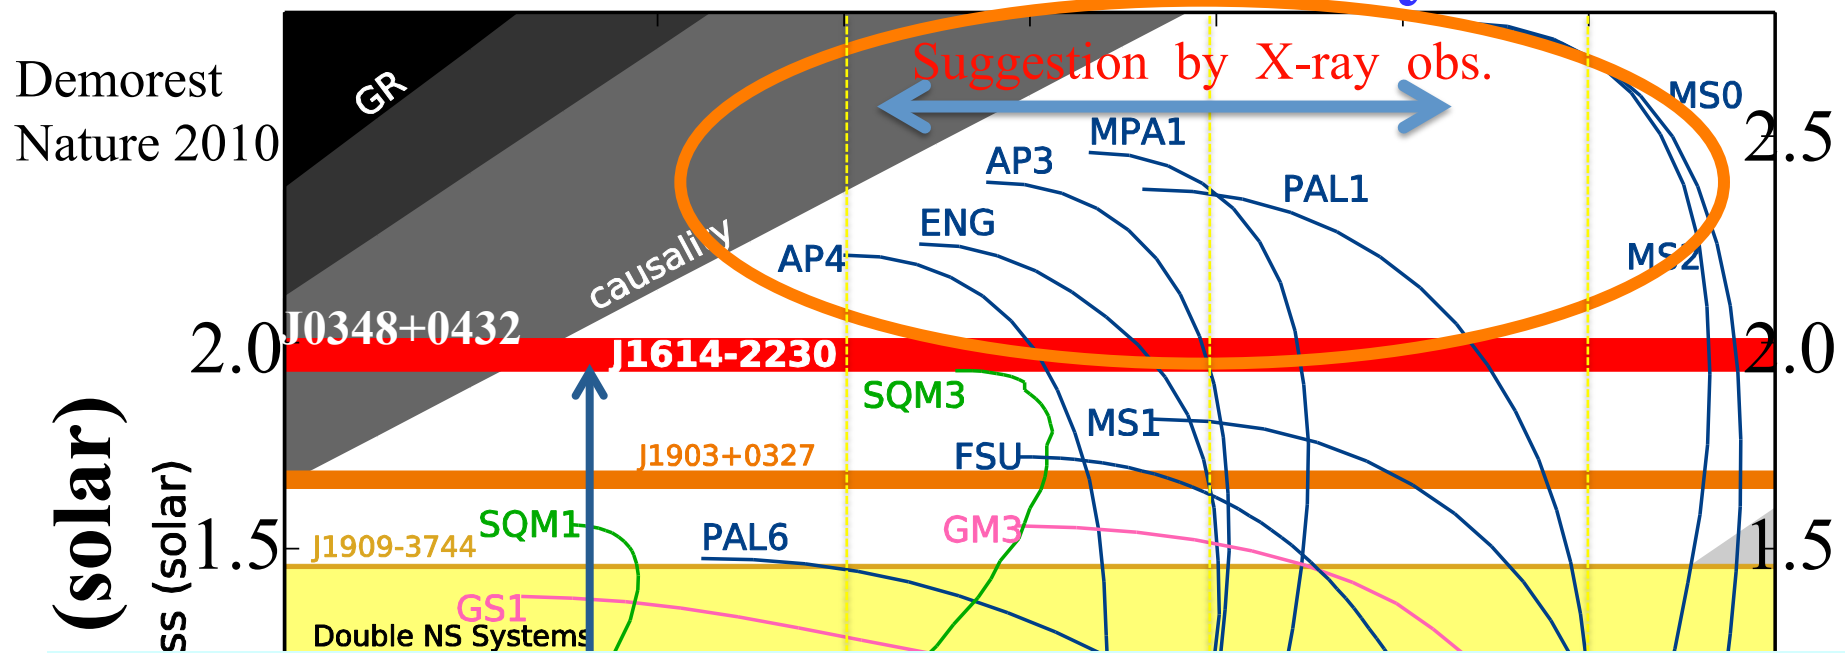 Demorest
Nature 2010
GR
causality
Suggestion by X-ray obs.
MS0
2.5
MPA1
AP3
PAL1
ENG
AP4
MS2
J0348+0432
2.0
J1614-2230
2.0
SQM3
MS1
FSU
J1903+0327
(solar)
ss (solar)
SQM1
GM3
J1909-3744
PAL6
1.5
1.5
GS1
Double NS Systems